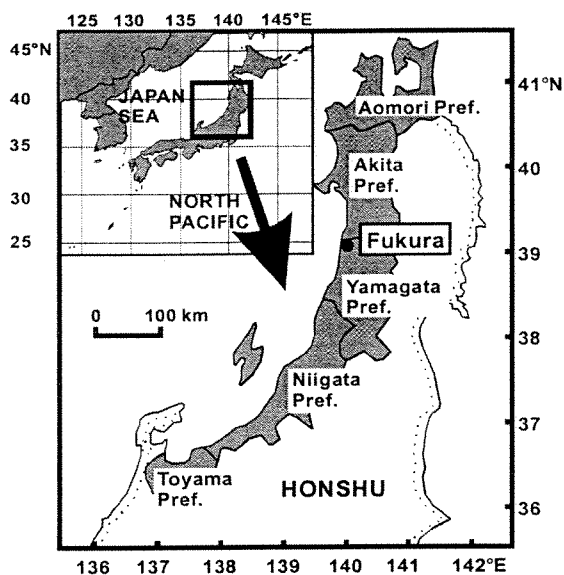 125 130 135 140 145°E
45°N
40
35
30
25
JAPAN
SEA
NORTH
PACIFIC
41°N
40
39
38
37
36
Aomori Pref.
Akita
Pref.
Fukura
Yamagata
Pref.
0 100 km
Niigata
Pref.
Toyama
Pref.
HONSHU
136 137 138 139 140 141 142°E